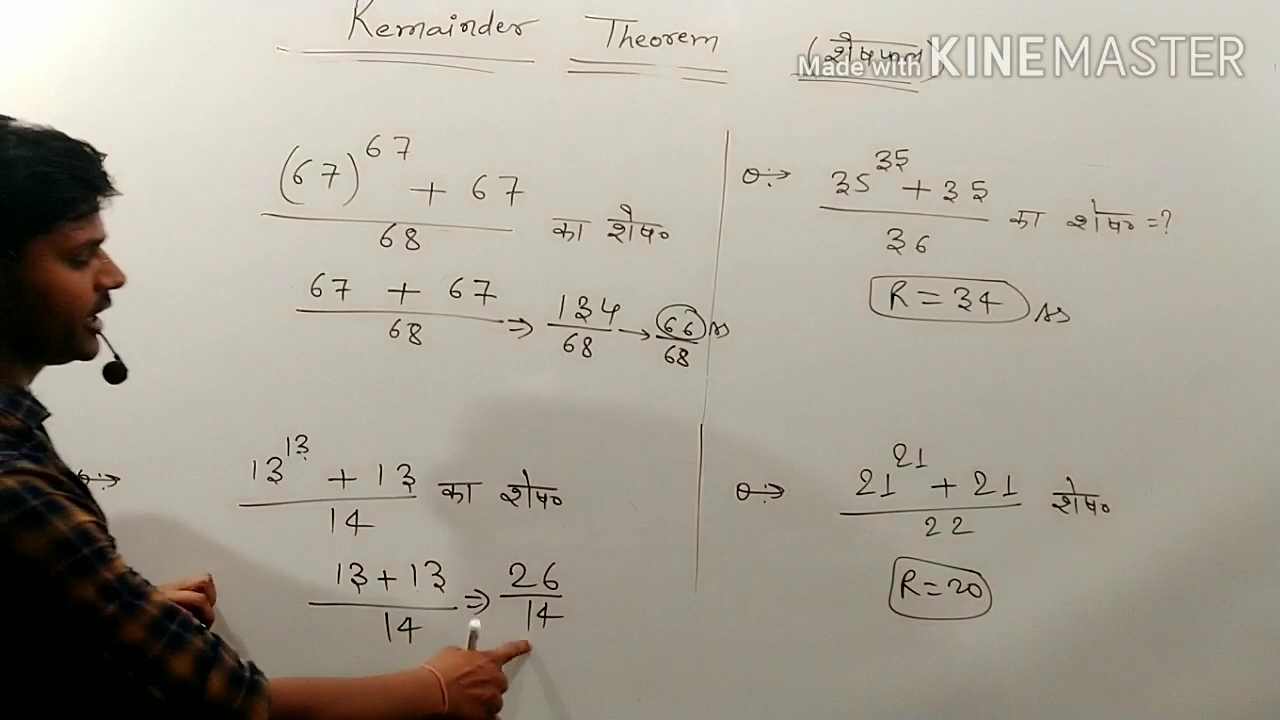 Remainder Theorem (शेषफल)
Made with KINEMASTER
(67)^67 + 67 / 68 का शेष०
67 + 67 / 68 ⇒ 134 / 68 → 66 / 68 As
Q:→ 35^35 + 35 / 36 का शेष० = ?
R = 34 As
Q:→ 13^13 + 13 / 14 का शेष०
13 + 13 / 14 ⇒ 26 / 14
Q:→ 21^21 + 21 / 22 शेष०
R = 20